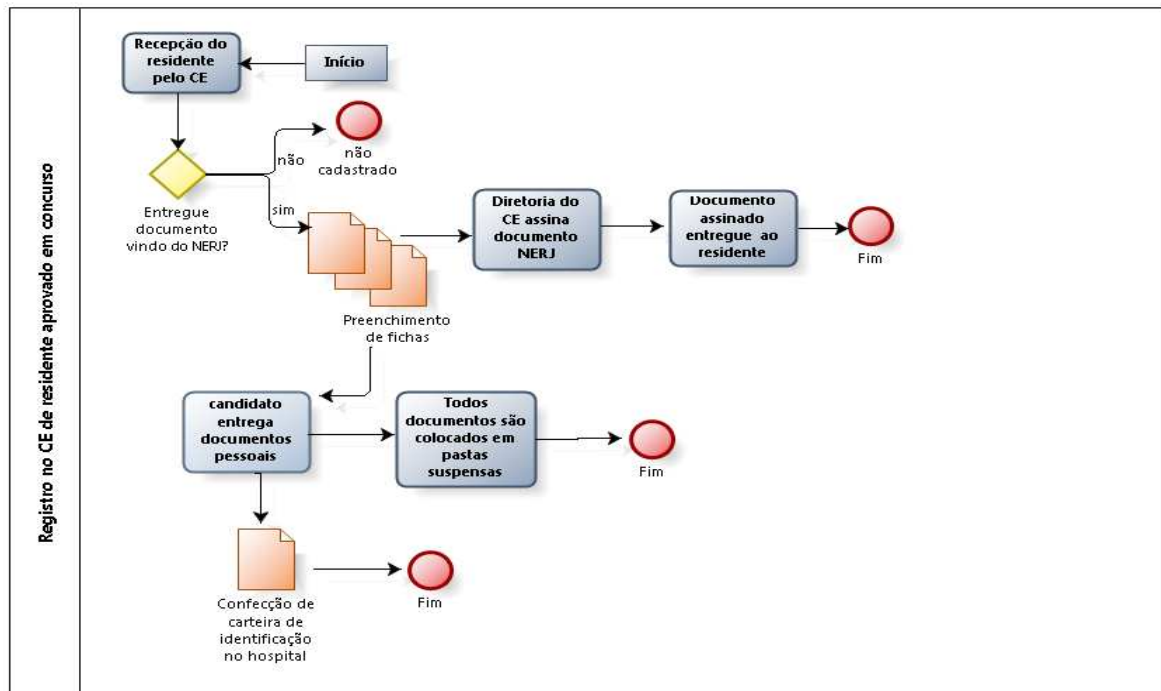 Registro no CE de residente aprovado em concurso
Recepção do
residente
pelo CE
Início
não
não
cadastrado
sim
Entregue
documento
vindo do NERJ?
Preenchimento
de fichas
Diretoria do
CE assina
documento
NERJ
Documento
assinado
entregue ao
residente
Fim
candidato
entrega
documentos
pessoais
Todos
documentos são
colocados em
pastas
suspensas
Fim
Confecção de
carteira de
identificação
no hospital
Fim